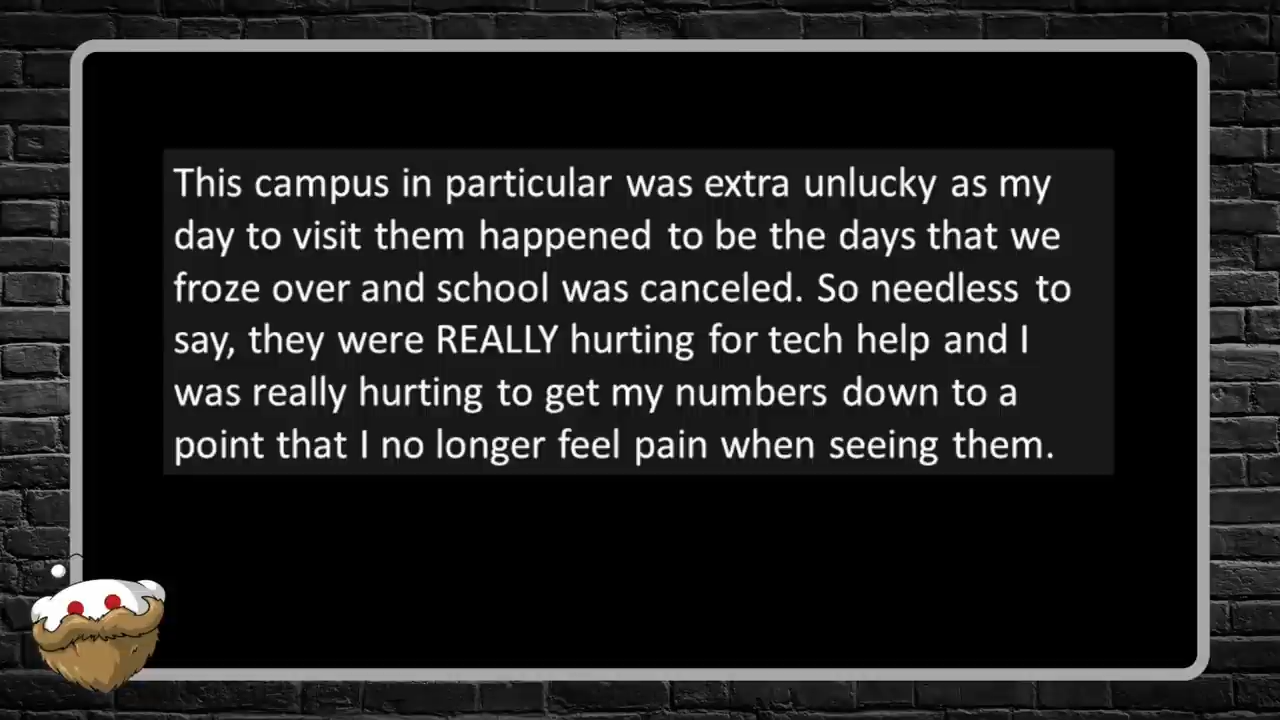 This campus in particular was extra unlucky as my
day to visit them happened to be the days that we
froze over and school was canceled. So needless to
say, they were REALLY hurting for tech help and I
was really hurting to get my numbers down to a
point that I no longer feel pain when seeing them.